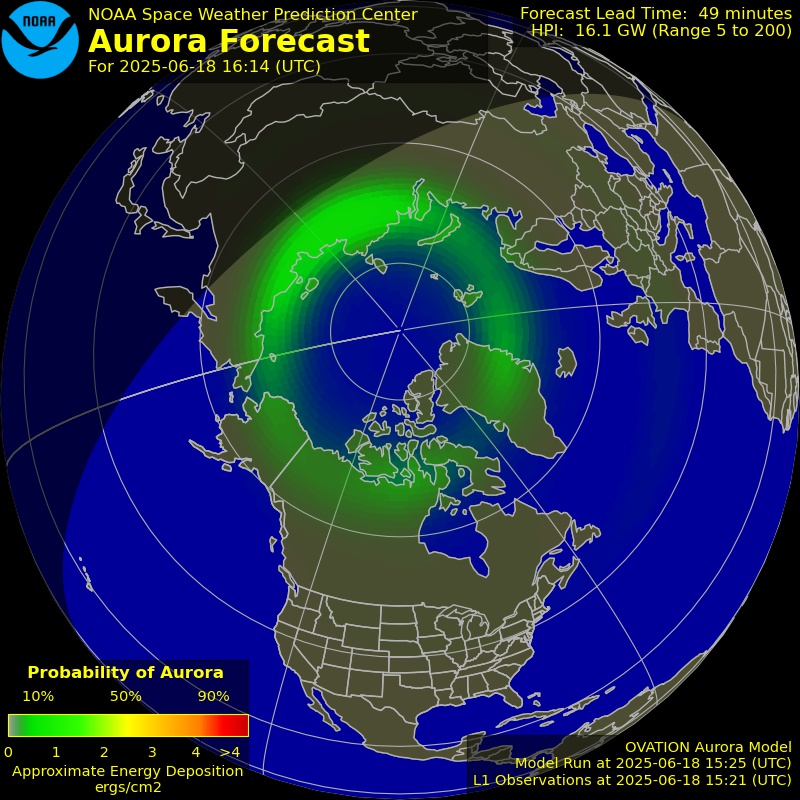 NOAA
NOAA Space Weather Prediction Center
Aurora Forecast
For 2025-06-18 16:14 (UTC)
Forecast Lead Time: 49 minutes
HPI: 16.1 GW (Range 5 to 200)
Probability of Aurora
10% 50% 90%
0 1 2 3 4 >4
Approximate Energy Deposition
ergs/cm2
OVATION Aurora Model
Model Run at 2025-06-18 15:25 (UTC)
L1 Observations at 2025-06-18 15:21 (UTC)